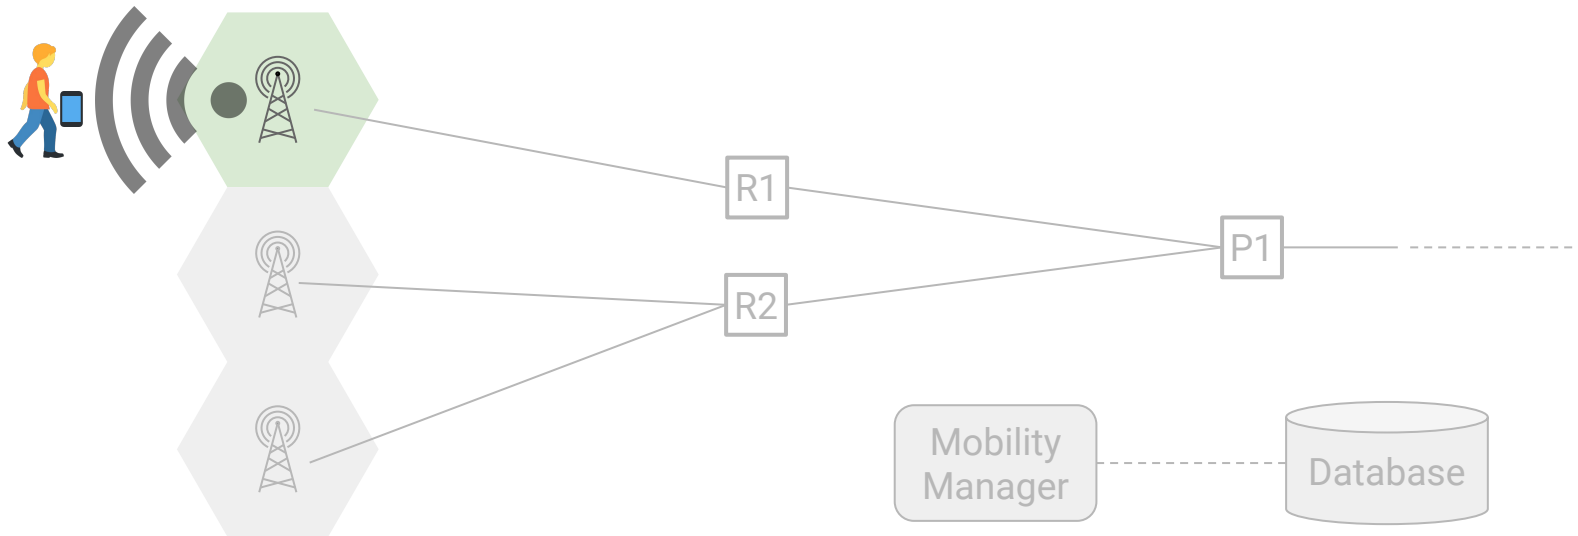 R1
P1
R2
Mobility
Manager
Database